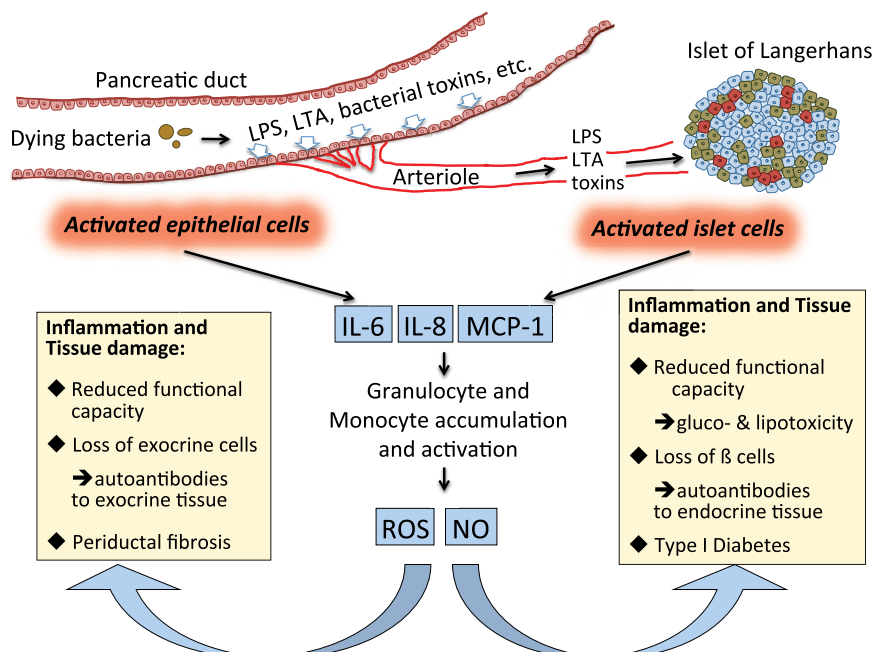 Islet of Langerhans
Pancreatic duct
LPS, LTA, bacterial toxins, etc.
Dying bacteria
LPS
LTA
toxins
Arteriole
Activated epithelial cells
Activated islet cells
IL-6
IL-8
MCP-1
Granulocyte and
Monocyte accumulation
and activation
ROS
NO
Inflammation and
Tissue damage:
◆ Reduced functional
capacity
◆ Loss of exocrine cells
➔autoantibodies
to exocrine tissue
◆ Periductal fibrosis
Inflammation and Tissue
damage:
◆ Reduced functional
capacity
➔gluco- & lipotoxicity
◆ Loss of ß cells
➔autoantibodies
to endocrine tissue
◆ Type I Diabetes